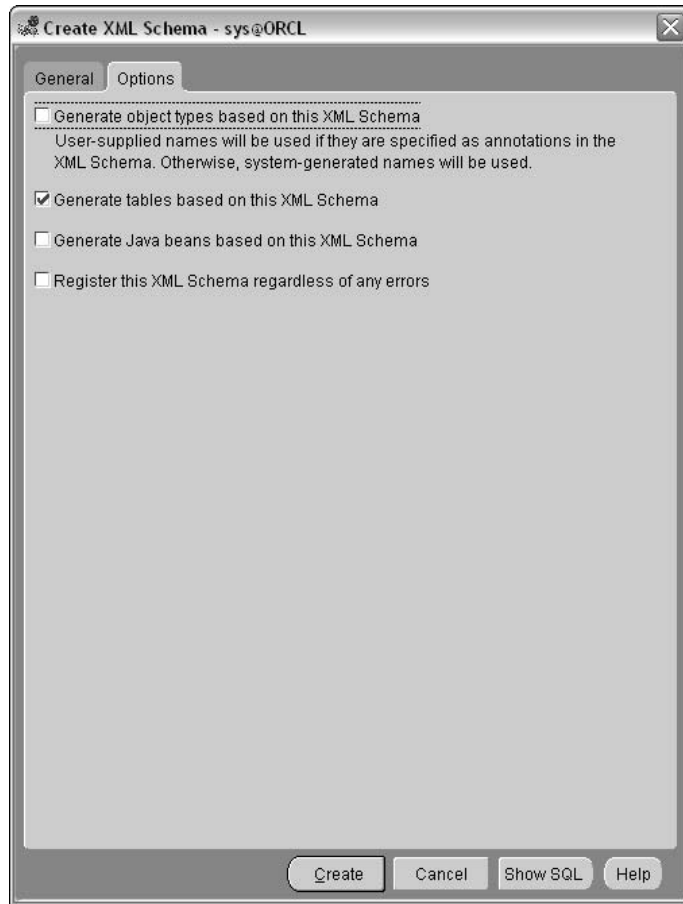 Create XML Schema - sys@ORCL
General Options
Generate object types based on this XML Schema
User-supplied names will be used if they are specified as annotations in the
XML Schema. Otherwise, system-generated names will be used.
Generate tables based on this XML Schema
Generate Java beans based on this XML Schema
Register this XML Schema regardless of any errors
Create Cancel Show SQL Help